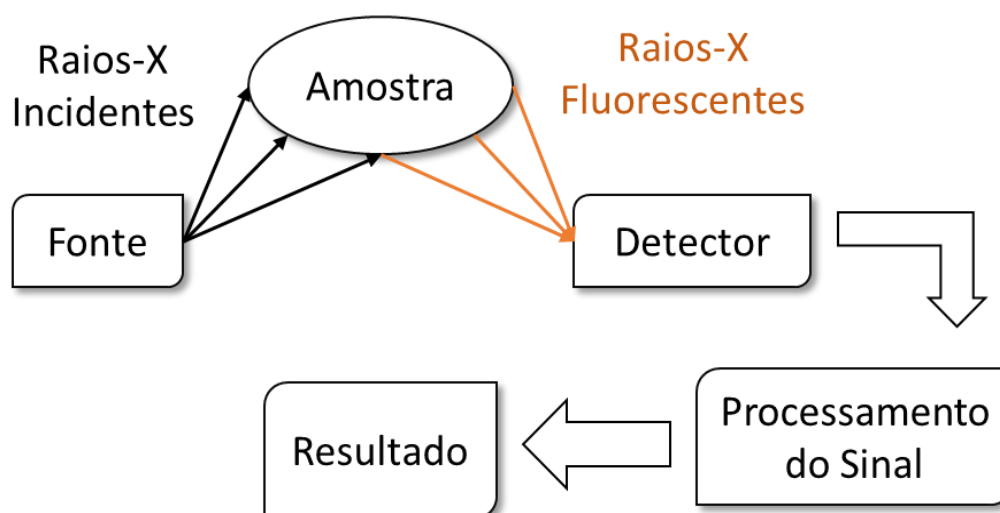 Raios-X
Incidentes
Amostra
Raios-X
Fluorescentes
Fonte
Detector
Processamento
do Sinal
Resultado